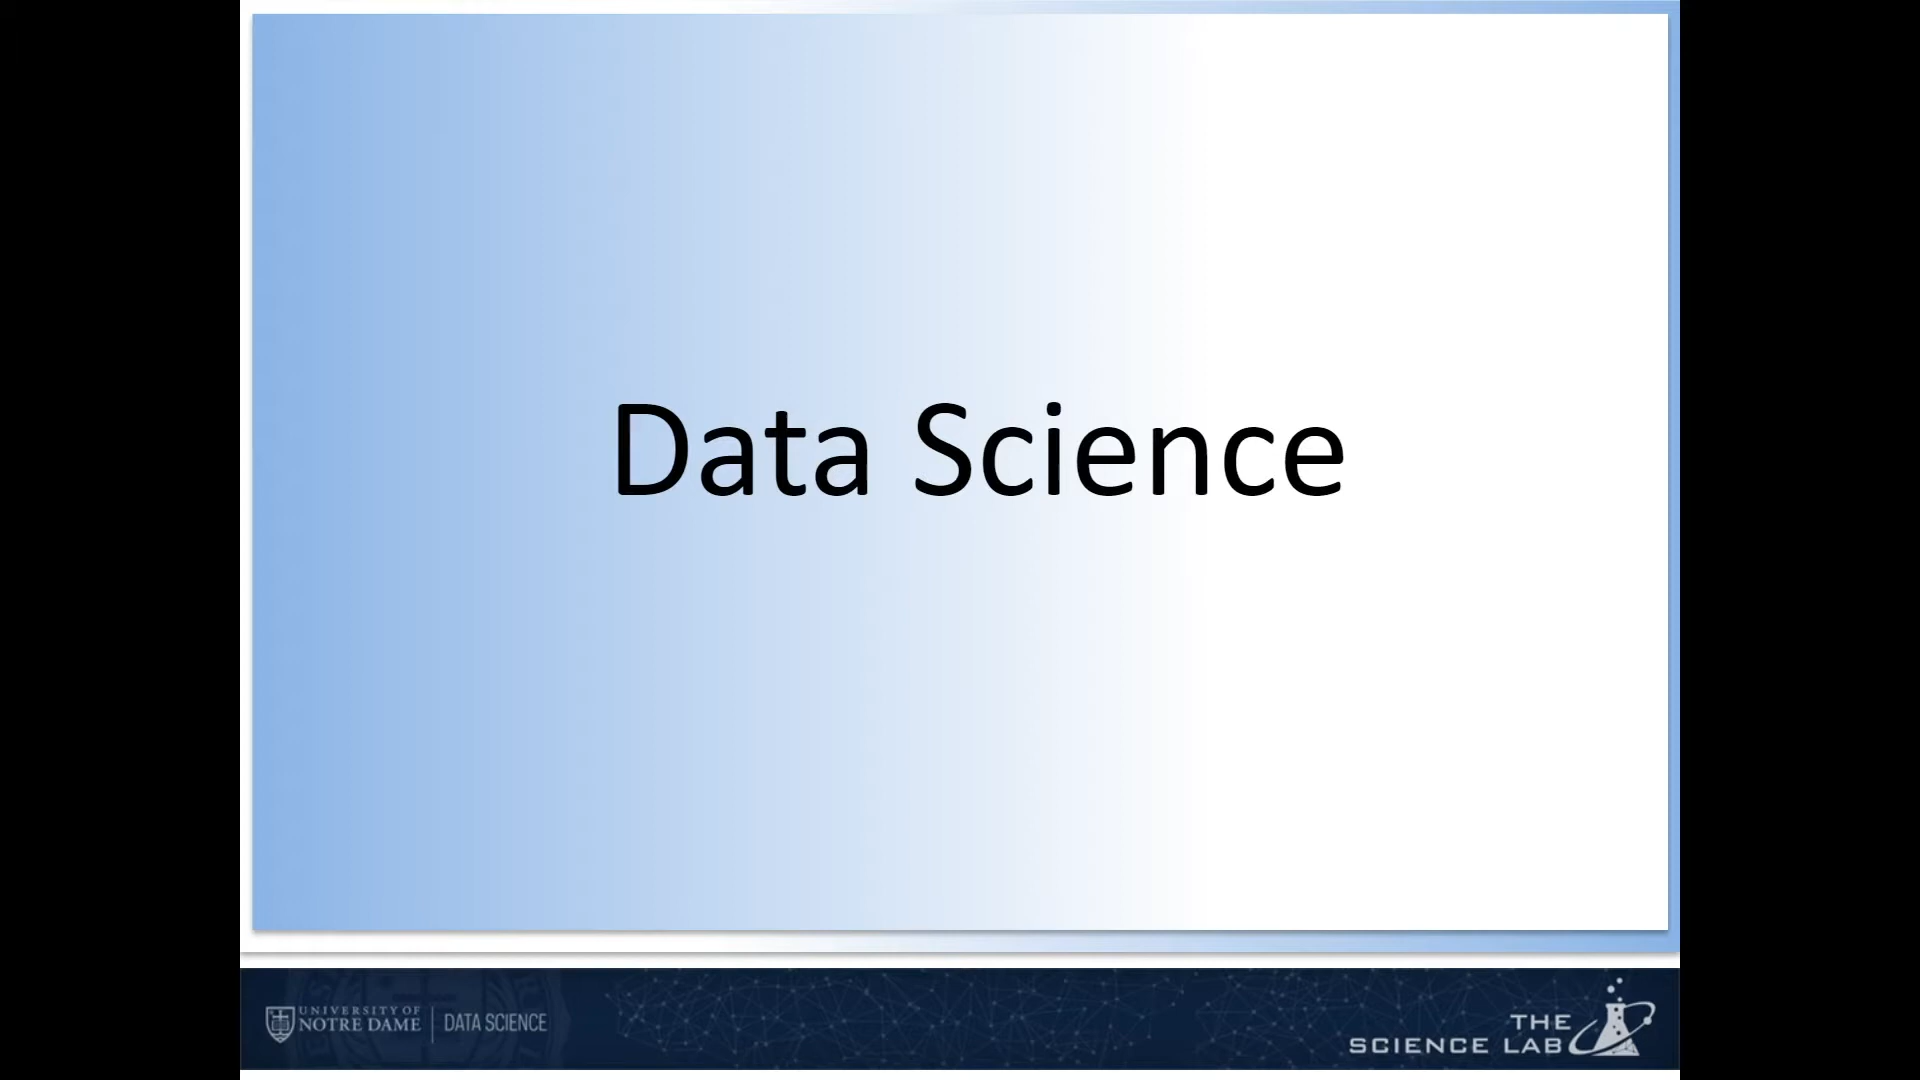 Data Science
UNIVERSITY OF
NOTRE DAME
DATA SCIENCE
THE
SCIENCE LAB